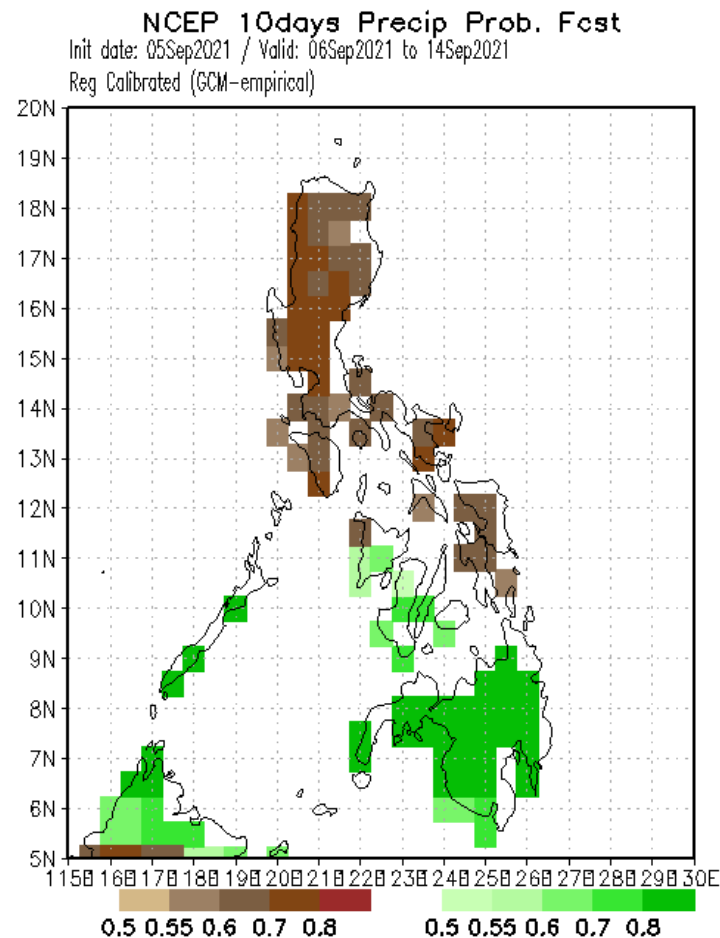 NCEP 10days Precip Prob. Fcst
Init date: 05Sep2021 / Valid: 06Sep2021 to 14Sep2021
Reg Calibrated (GCM-empirical)
20N
19N
18N
17N
16N
15N
14N
13N
12N
11N
10N
9N
8N
7N
6N
5N
115E 116E 117E 118E 119E 120E 121E 122E 123E 124E 125E 126E 127E 128E 129E 130E
0.5 0.55 0.6 0.7 0.8 0.5 0.55 0.6 0.7 0.8